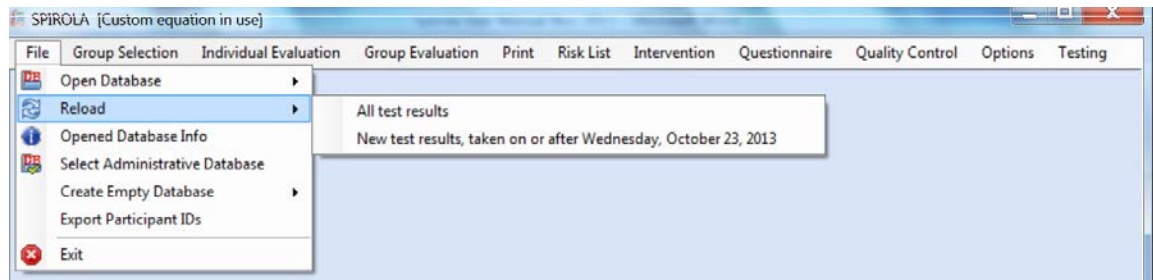 SPIROLA [Custom equation in use]
File Group Selection Individual Evaluation Group Evaluation Print Risk List Intervention Questionnaire Quality Control Options Testing
DB Open Database
Reload
All test results
New test results, taken on or after Wednesday, October 23, 2013
Opened Database Info
DB Select Administrative Database
Create Empty Database
Export Participant IDs
Exit